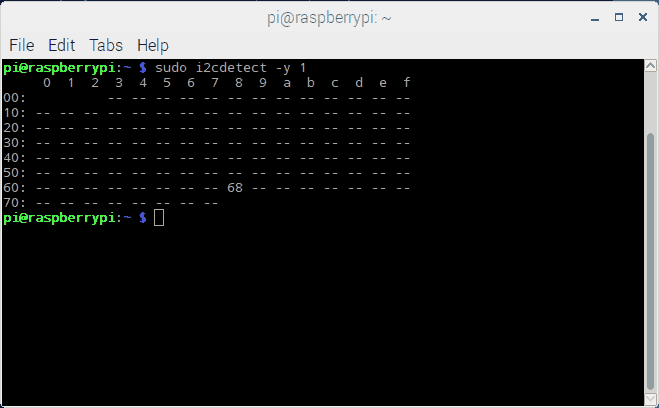 pi@raspberrypi: ~
File Edit Tabs Help
pi@raspberrypi:~ $ sudo i2cdetect -y 1
     0  1  2  3  4  5  6  7  8  9  a  b  c  d  e  f
00:          -- -- -- -- -- -- -- -- -- -- -- -- --
10: -- -- -- -- -- -- -- -- -- -- -- -- -- -- -- --
20: -- -- -- -- -- -- -- -- -- -- -- -- -- -- -- --
30: -- -- -- -- -- -- -- -- -- -- -- -- -- -- -- --
40: -- -- -- -- -- -- -- -- -- -- -- -- -- -- -- --
50: -- -- -- -- -- -- -- -- -- -- -- -- -- -- -- --
60: -- -- -- -- -- -- -- -- 68 -- -- -- -- -- -- --
70: -- -- -- -- -- -- -- --
pi@raspberrypi:~ $